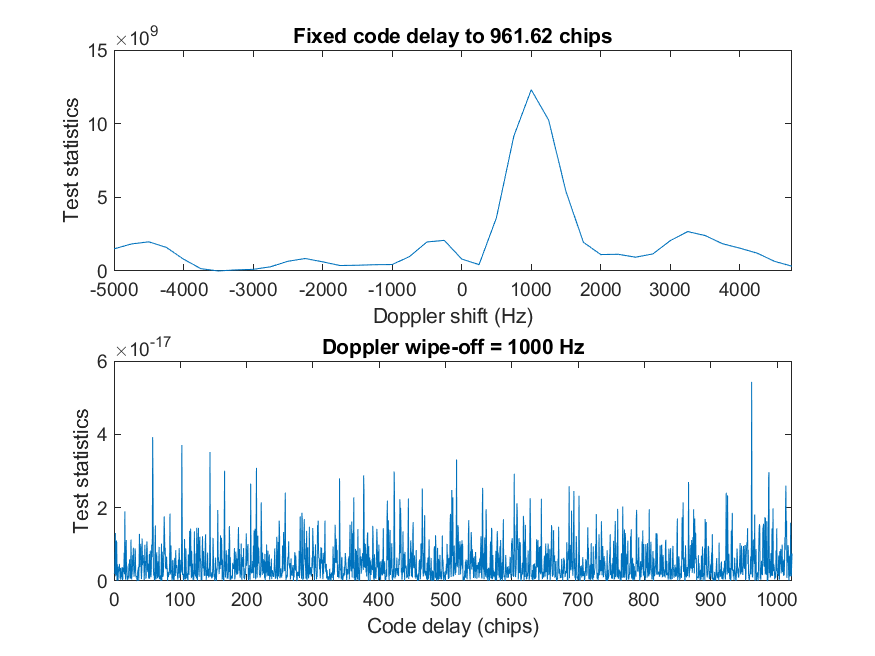 ×10^9
Fixed code delay to 961.62 chips
15
10
5
0
Test statistics
-5000 -4000 -3000 -2000 -1000 0 1000 2000 3000 4000
Doppler shift (Hz)
×10^-17
Doppler wipe-off = 1000 Hz
6
4
2
0
Test statistics
0 100 200 300 400 500 600 700 800 900 1000
Code delay (chips)